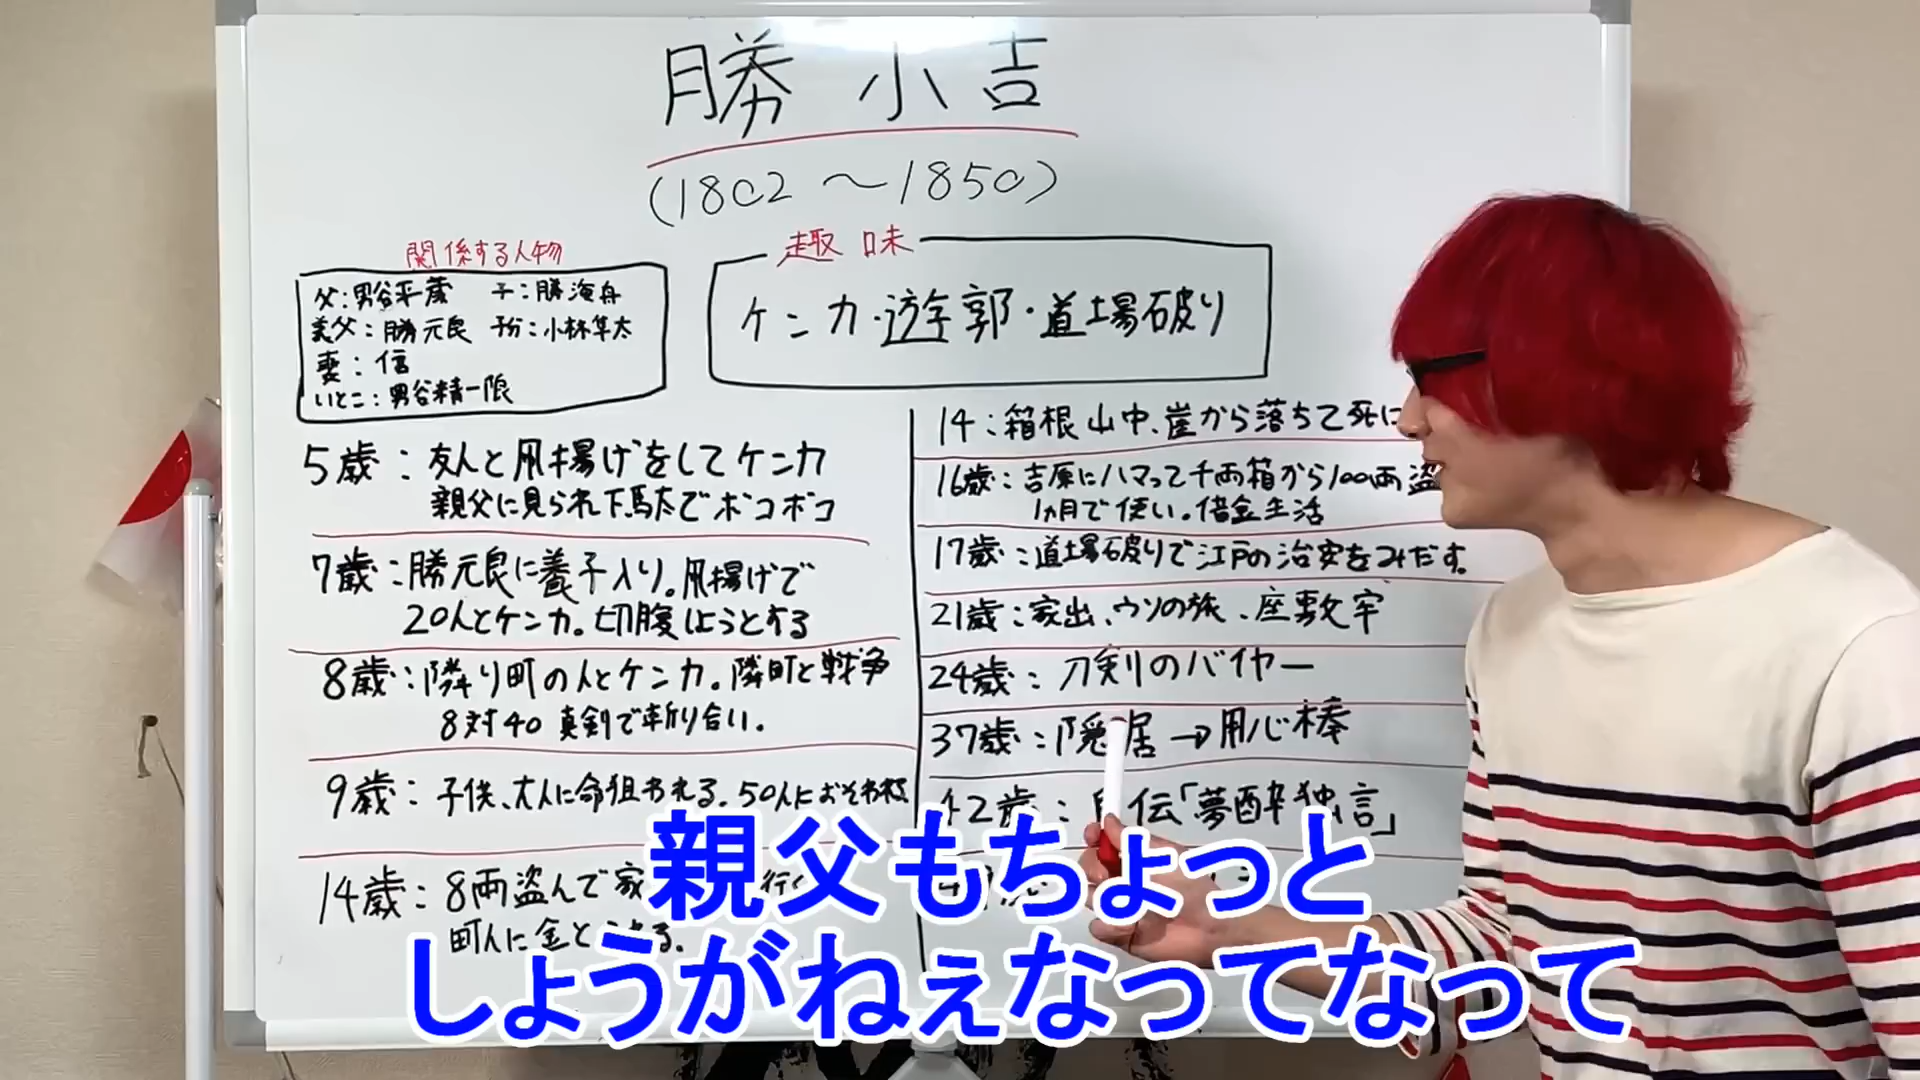 勝 小吉
(1802 〜1850)
関係する人物
父:男谷平蔵 子:勝海舟
義父:勝元良 子分:小林隼太
妻:信
いとこ:男谷精一郎
趣味
ケンカ・遊郭・道場破り
5歳:友人と凧揚げをしてケンカ
親父に見られ下駄でボコボコ
7歳:勝元良に養子入り。凧揚げで
20人とケンカ。切腹しようとする
8歳:隣り町の人とケンカ。隣町と戦争
8対40 真剣で斬り合い。
9歳:子供、大人に命狙われる。50人におそわれ
14歳:8両盗んで家 行く
町人に金と
14:箱根山中、崖から落ちて死に
16歳:吉原にハマって千両箱から100両盗
1ヵ月で使い。借金生活
17歳:道場破りで江戸の治安をみだす。
21歳:家出、ウソの旅、座敷牢
24歳:刀剣のバイヤー
37歳:隠居→用心棒
42歳:自伝「夢酔独言」
親父もちょっと
しょうがねぇなってなって